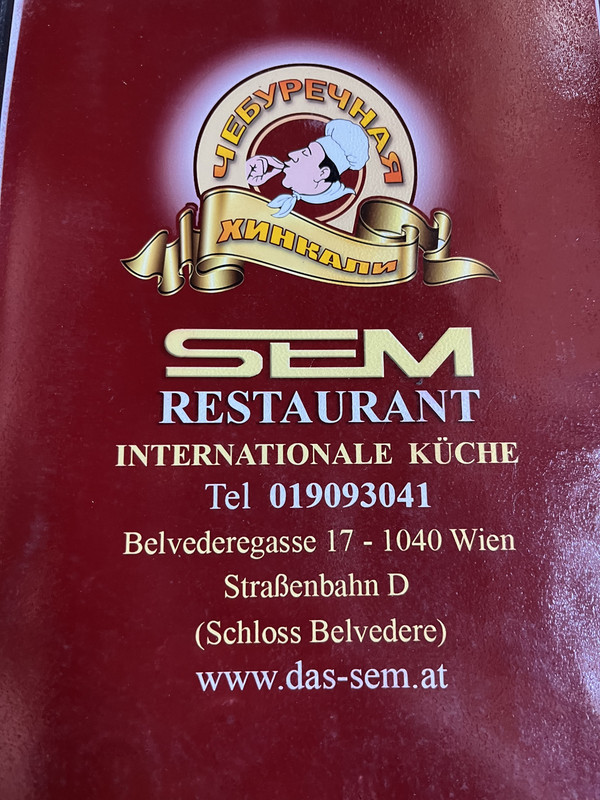 ЧЕБУРЕЧНАЯ
ХИНКАЛИ
SEM
RESTAURANT
INTERNATIONALE KÜCHE
Tel 019093041
Belvederegasse 17 - 1040 Wien
Straßenbahn D
(Schloss Belvedere)
www.das-sem.at